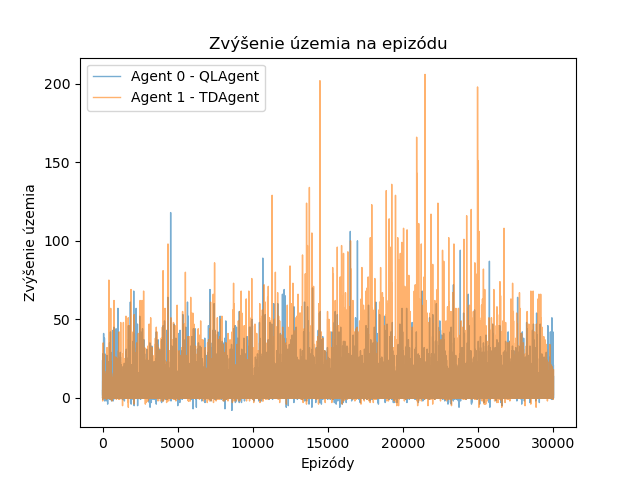 Zvýšenie územia na epizódu
Agent 0 - QLAgent
Agent 1 - TDAgent
Zvýšenie územia
200
150
100
50
0
0 5000 10000 15000 20000 25000 30000
Epizódy